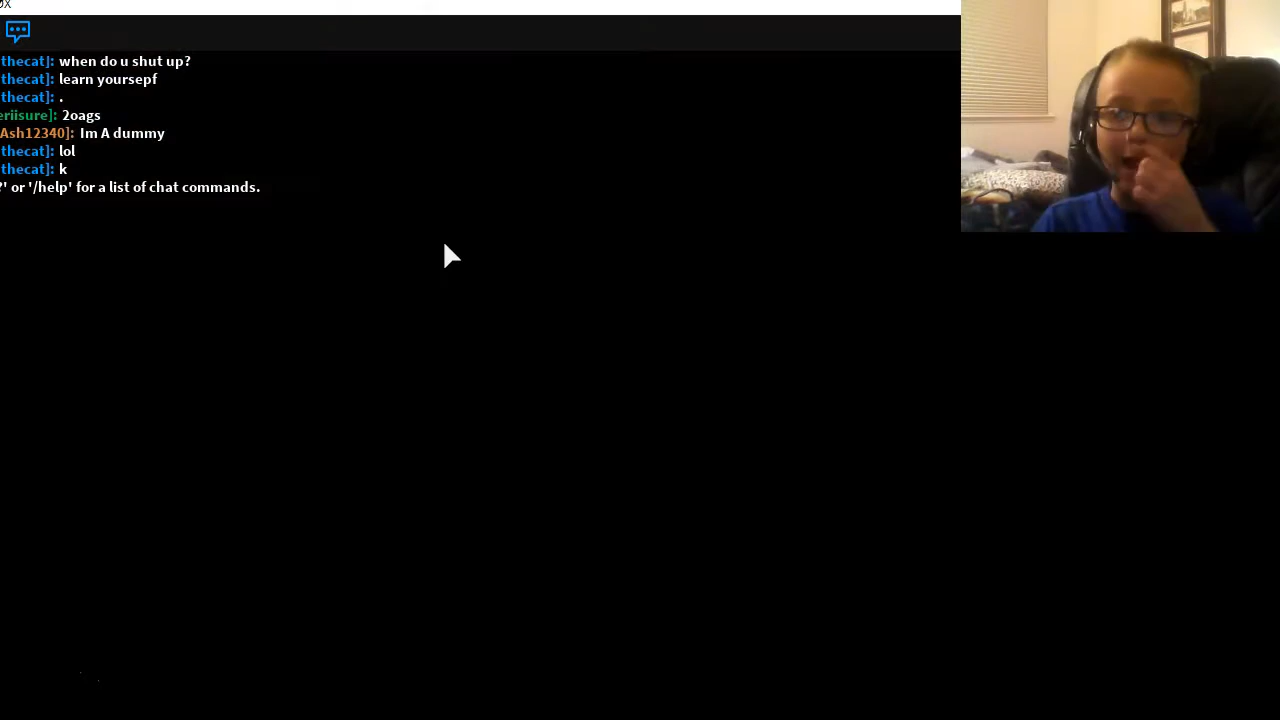 thecat]: when do u shut up?
thecat]: learn yoursepf
thecat]: .
eriisure]: 2oags
Ash12340]: Im A dummy
thecat]: lol
thecat]: k
?' or '/help' for a list of chat commands.